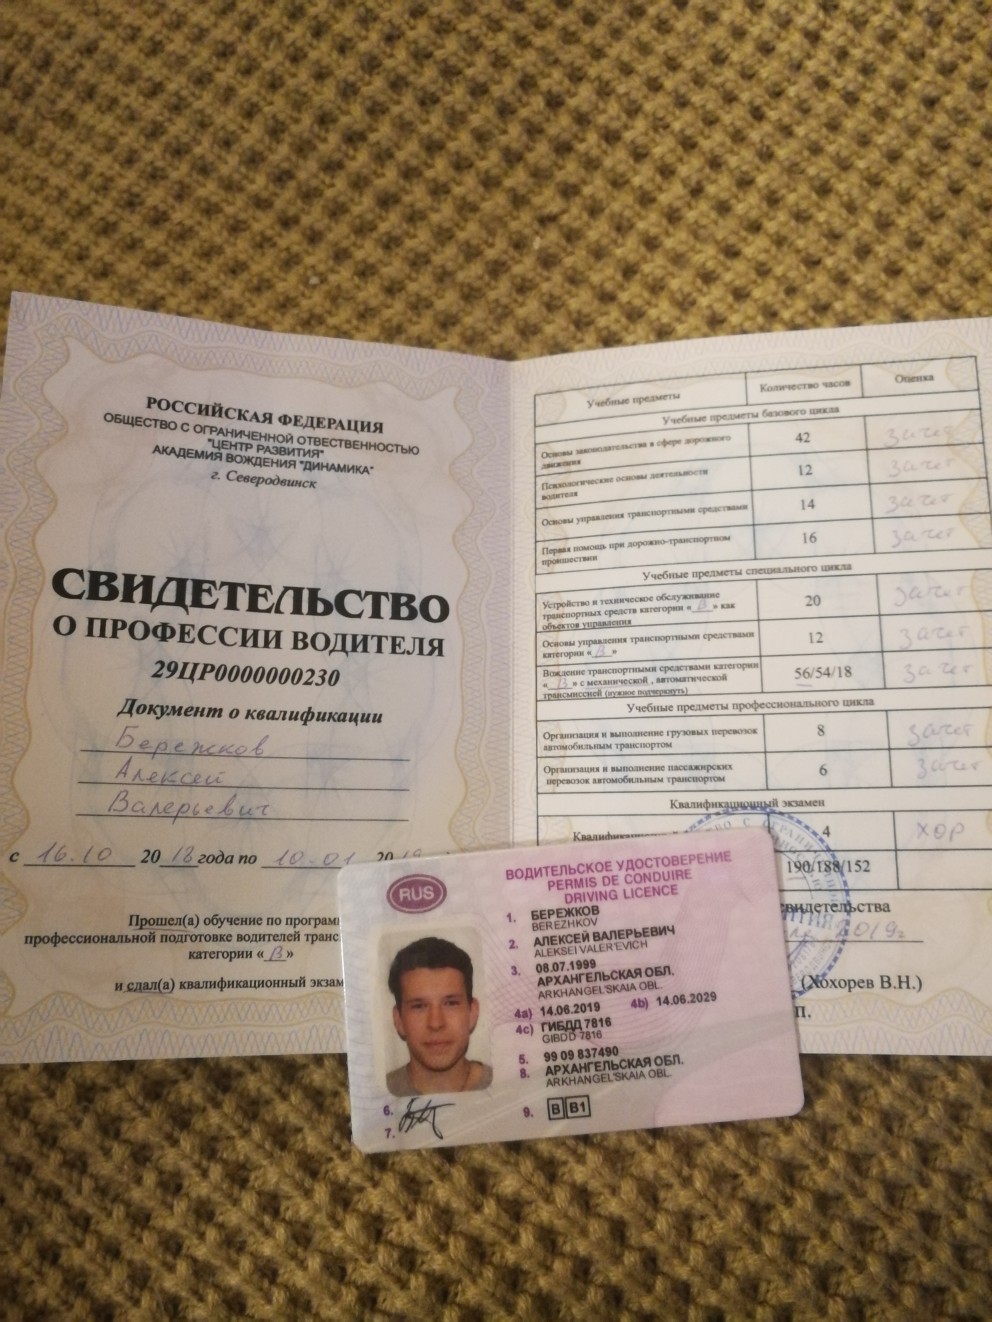 РОССИЙСКАЯ ФЕДЕРАЦИЯ
ОБЩЕСТВО С ОГРАНИЧЕННОЙ ОТВЕСТВЕННОСТЬЮ
"ЦЕНТР РАЗВИТИЯ"
АКАДЕМИЯ ВОЖДЕНИЯ "ДИНАМИКА"
г. Северодвинск
СВИДЕТЕЛЬСТВО
О ПРОФЕССИИ ВОДИТЕЛЯ
29ЦР0000000230
Документ о квалификации
Бережков
Алексей
Валерьевич
с 16.10 2018 года по 10.01 20
Прошел(а) обучение по програм
профессиональной подготовке водителей транс
категории «В»
и сдал(а) квалификационный экзам
Учебные предметы Количество часов Оценка
Учебные предметы базового цикла
Основы законодательства в сфере дорожного
движения 42 зачет
Психологические основы деятельности
водителя 12 зачет
Основы управления транспортными средствами 14 зачет
Первая помощь при дорожно-транспортном
происшествии 16 зачет
Учебные предметы специального цикла
Устройство и техническое обслуживание
транспортных средств категории «В» как
объектов управления 20 зачет
Основы управления транспортными средствами
категории «В» 12 зачет
Вождение транспортными средствами категории
«В» с механической, автоматической
трансмиссией (нужное подчеркнуть) 56/54/18 зачет
Учебные предметы профессионального цикла
Организация и выполнение грузовых перевозок
автомобильным транспортом 8 зачет
Организация и выполнение пассажирских
перевозок автомобильным транспортом 6 зачет
Квалификационный экзамен
Квалификацион 4 хор
190/188/152
видетельства
2019г
(Хохорев В.Н.)
П.
RUS
ВОДИТЕЛЬСКОЕ УДОСТОВЕРЕНИЕ
PERMIS DE CONDUIRE
DRIVING LICENCE
1. БЕРЕЖКОВ
BEREZHKOV
2. АЛЕКСЕЙ ВАЛЕРЬЕВИЧ
ALEKSEI VALER'EVICH
3. 08.07.1999
АРХАНГЕЛЬСКАЯ ОБЛ.
ARKHANGEL'SKAIA OBL.
4a) 14.06.2019 4b) 14.06.2029
4c) ГИБДД 7816
GIBDD 7816
5. 99 09 837490
8. АРХАНГЕЛЬСКАЯ ОБЛ.
ARKHANGEL'SKAIA OBL.
6.
7.
9. B B1